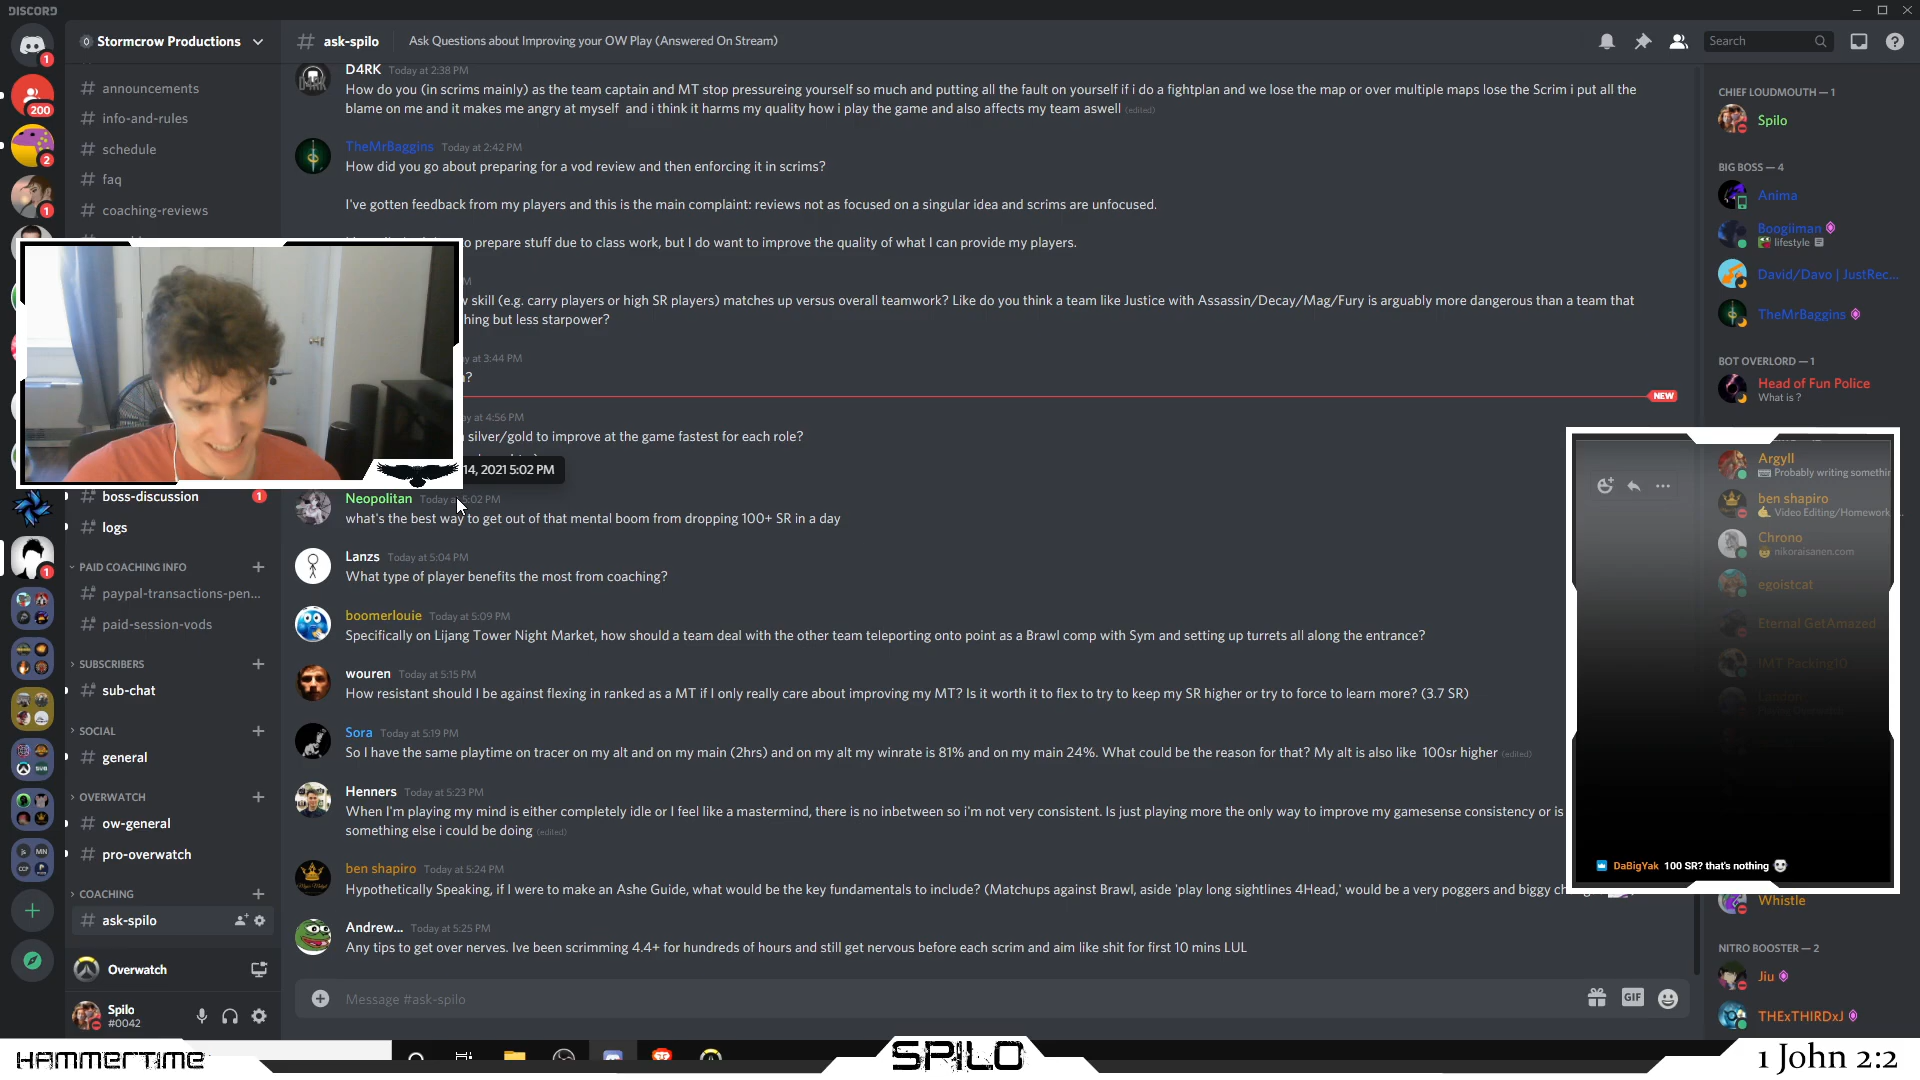 DISCORD
Stormcrow Productions
# ask-spilo
Ask Questions about Improving your OW Play (Answered On Stream)
Search
announcements
info-and-rules
schedule
faq
coaching-reviews
boss-discussion
1
logs
PAID COACHING INFO
paypal-transactions-pen...
paid-session-vods
SUBSCRIBERS
sub-chat
SOCIAL
general
OVERWATCH
ow-general
pro-overwatch
COACHING
ask-spilo
Overwatch
Spilo
#0042
1
200
2
1
1
D4RK Today at 2:38 PM
How do you (in scrims mainly) as the team captain and MT stop pressureing yourself so much and putting all the fault on yourself if i do a fightplan and we lose the map or over multiple maps lose the Scrim i put all the
blame on me and it makes me angry at myself and i think it harms my quality how i play the game and also affects my team aswell (edited)
TheMrBaggins Today at 2:42 PM
How did you go about preparing for a vod review and then enforcing it in scrims?
I've gotten feedback from my players and this is the main complaint: reviews not as focused on a singular idea and scrims are unfocused.
prepare stuff due to class work, but I do want to improve the quality of what I can provide my players.
skill (e.g. carry players or high SR players) matches up versus overall teamwork? Like do you think a team like Justice with Assassin/Decay/Mag/Fury is arguably more dangerous than a team that
hing but less starpower?
at 3:44 PM
NEW
at 4:56 PM
silver/gold to improve at the game fastest for each role?
14, 2021 5:02 PM
Neopolitan Today at 5:02 PM
what's the best way to get out of that mental boom from dropping 100+ SR in a day
Lanzs Today at 5:04 PM
What type of player benefits the most from coaching?
boomerlouie Today at 5:09 PM
Specifically on Lijang Tower Night Market, how should a team deal with the other team teleporting onto point as a Brawl comp with Sym and setting up turrets all along the entrance?
wouren Today at 5:15 PM
How resistant should I be against flexing in ranked as a MT if I only really care about improving my MT? Is it worth it to flex to try to keep my SR higher or try to force to learn more? (3.7 SR)
Sora Today at 5:19 PM
So I have the same playtime on tracer on my alt and on my main (2hrs) and on my alt my winrate is 81% and on my main 24%. What could be the reason for that? My alt is also like 100sr higher (edited)
Henners Today at 5:23 PM
When I'm playing my mind is either completely idle or I feel like a mastermind, there is no inbetween so i'm not very consistent. Is just playing more the only way to improve my gamesense consistency or is
something else i could be doing (edited)
ben shapiro Today at 5:24 PM
Hypothetically Speaking, if I were to make an Ashe Guide, what would be the key fundamentals to include? (Matchups against Brawl, aside 'play long sightlines 4Head,' would be a very poggers and biggy
Andrew... Today at 5:25 PM
Any tips to get over nerves. Ive been scrimming 4.4+ for hundreds of hours and still get nervous before each scrim and aim like shit for first 10 mins LUL
Message #ask-spilo
GIF
CHIEF LOUDMOUTH — 1
Spilo
BIG BOSS — 4
Anima
Boogiiman
lifestyle
David/Davo | JustRec...
TheMrBaggins
BOT OVERLORD — 1
Head of Fun Police
What is ?
Argyll
Probably writing somethin
ben shapiro
Video Editing/Homework
Chrono
nikoraisanen.com
egoistcat
Eternal GetAmazed
IMT Packing10
DaBigYak 100 SR? that's nothing
Whistle
NITRO BOOSTER — 2
Jiu
THExTHIRDxJ
HAMMERTIME
SPILO
1 John 2:2